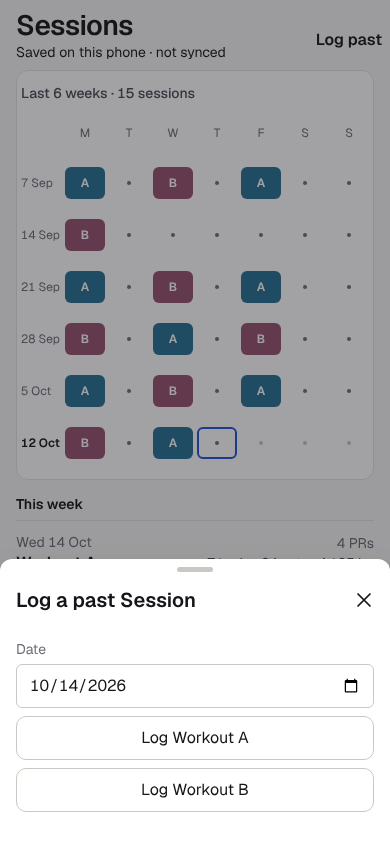 Sessions
Saved on this phone · not synced
Log past
Last 6 weeks · 15 sessions
M T W T F S S
7 Sep A B A
14 Sep B
21 Sep A B A
28 Sep B A B
5 Oct A B A
12 Oct B A
This week
Wed 14 Oct 4 PRs
Log a past Session
Date
10/14/2026
Log Workout A
Log Workout B